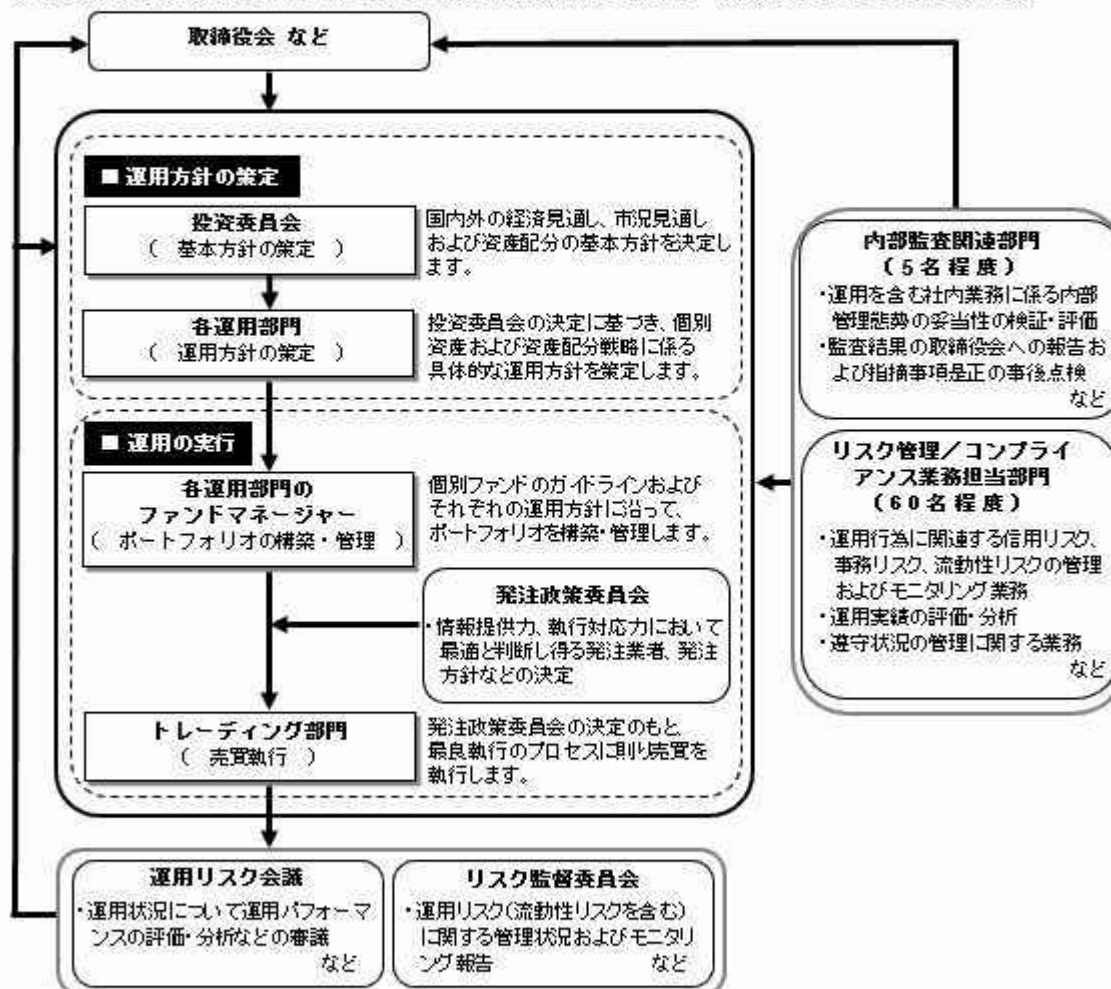 取締役会 など
■ 運用方針の策定
投資委員会
（ 基本方針の策定 ）
国内外の経済見通し、市況見通し
および資産配分の基本方針を決定し
ます。
各運用部門
（ 運用方針の策定 ）
投資委員会の決定に基づき、個別
資産および資産配分戦略に係る
具体的な運用方針を策定します。
■ 運用の実行
各運用部門の
ファンドマネージャー
（ ポートフォリオの構築・管理 ）
個別ファンドのガイドラインおよび
それぞれの運用方針に沿って、
ポートフォリオを構築・管理します。
発注政策委員会
・情報提供力、執行対応力において
最適と判断し得る発注業者、発注
方針などの決定
トレーディング部門
（ 売買執行 ）
発注政策委員会の決定のもと
最良執行のプロセスに則り売買を
執行します。
運用リスク会議
・運用状況について運用パフォーマ
ンスの評価・分析などの審議
など
リスク監督委員会
・運用リスク（流動性リスクを含む）
に関する管理状況およびモニタリ
ング報告 など
内部監査関連部門
（５名程度）
・運用を含む社内業務に係る内部
管理態勢の妥当性の検証・評価
・監査結果の取締役会への報告お
よび指摘事項是正の事後点検
など
リスク管理／コンプライ
アンス業務担当部門
（６０名程度）
・運用行為に関連する信用リスク、
事務リスク、流動性リスクの管理
およびモニタリング業務
・運用実績の評価・分析
・遵守状況の管理に関する業務
など